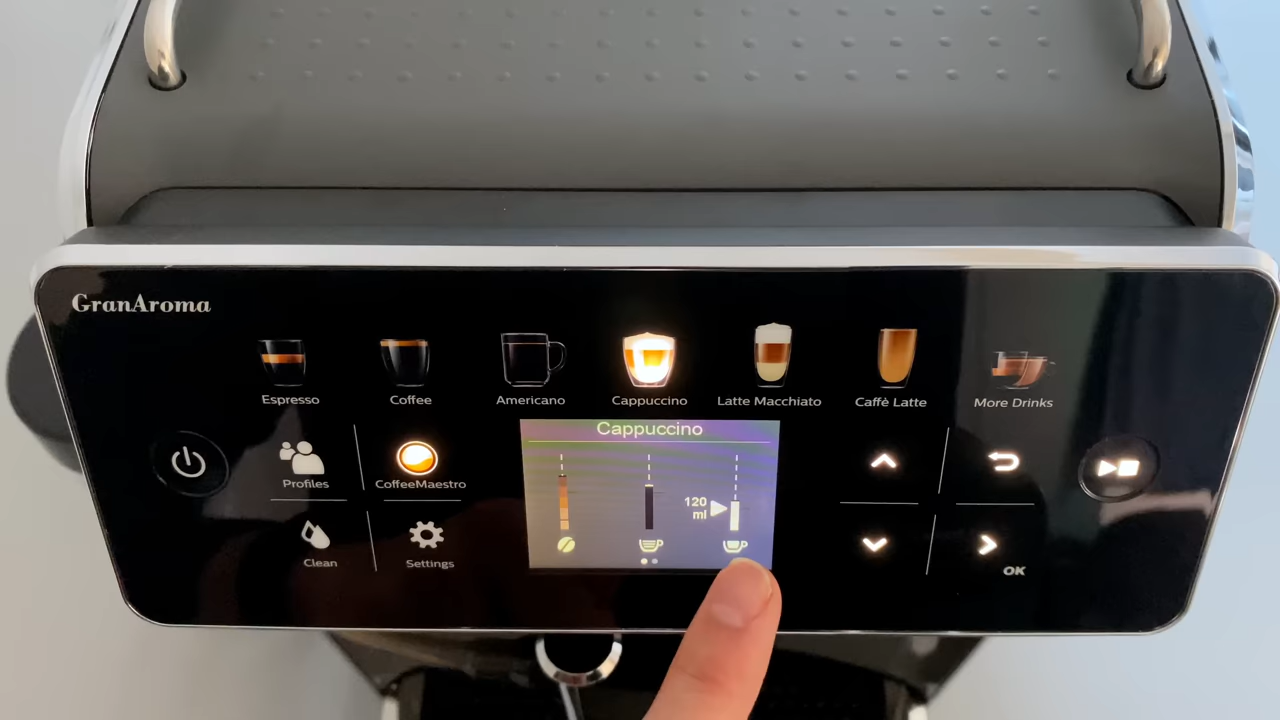 GranAroma
Espresso
Coffee
Americano
Cappuccino
Latte Macchiato
Caffè Latte
More Drinks
Cappuccino
Profiles
CoffeeMaestro
120
ml
Clean
Settings
OK